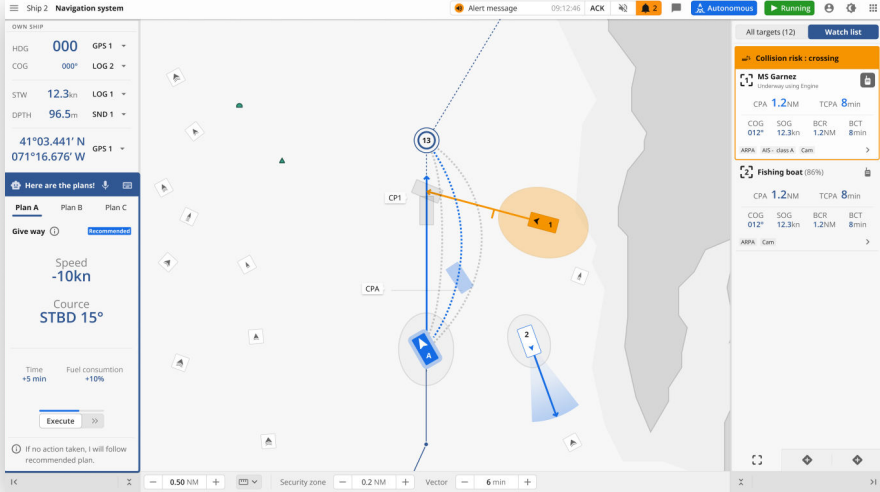 Ship 2 Navigation system
Alert message 09:12:46 ACK 2 Autonomous Running
OWN SHIP
HDG 000 GPS 1
COG 000° LOG 2
STW 12.3kn LOG 1
DPTH 96.5m SND 1
41°03.441' N
071°16.676' W
GPS 1
Here are the plans!
Plan A Plan B Plan C
Give way Recommended
Speed
-10kn
Cource
STBD 15°
Time Fuel consumtion
+5 min +10%
Execute
If no action taken, I will follow
recommended plan.
13
CP1
1
CPA
A
2
All targets (12) Watch list
Collision risk : crossing
1 MS Garnez
Underway using Engine
CPA 1.2NM TCPA 8min
COG SOG BCR BCT
012° 12.3kn 1.2NM 8min
ARPA AIS - class A Cam
2 Fishing boat (86%)
CPA 1.2NM TCPA 8min
COG SOG BCR BCT
012° 12.3kn 1.2NM 8min
ARPA Cam
0.50 NM Security zone 0.2 NM Vector 6 min